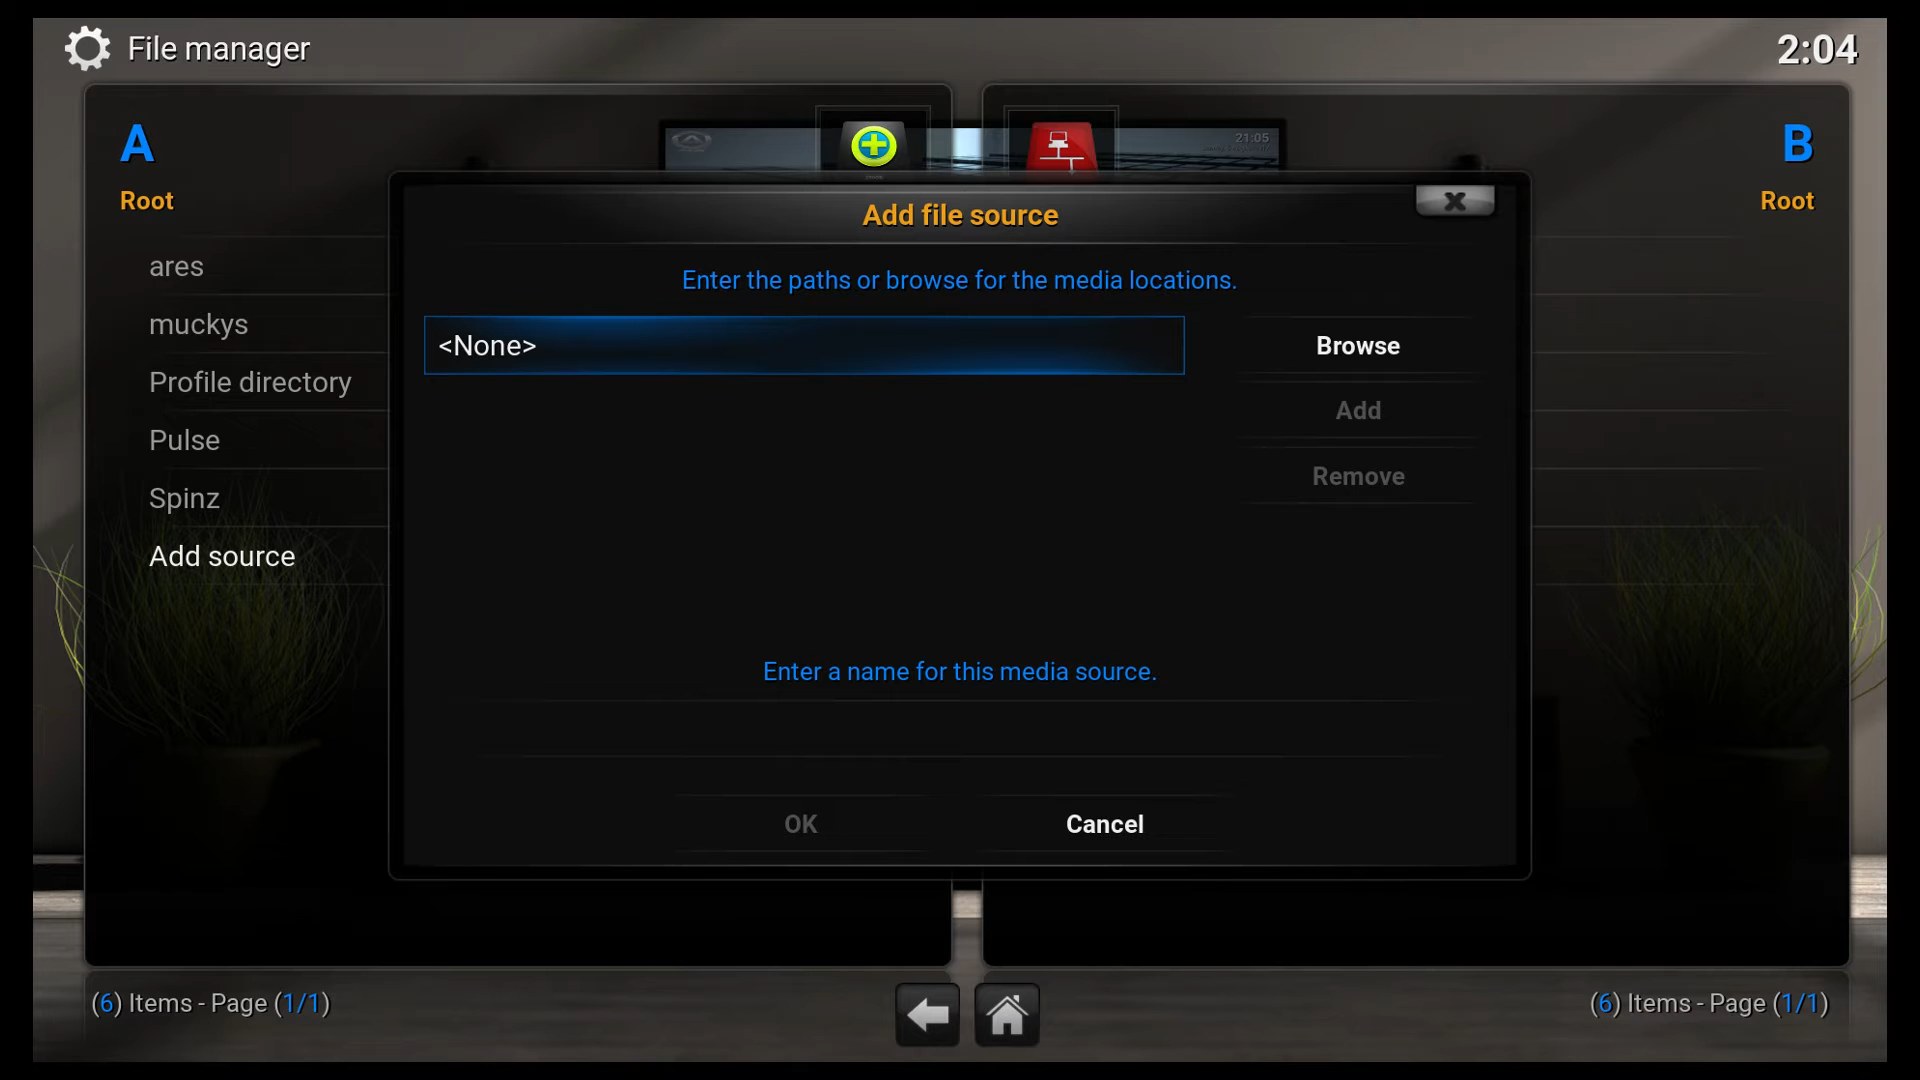 File manager
2:04
A
B
21:05
Root
Root
Add file source
X
Enter the paths or browse for the media locations.
ares
muckys
Profile directory
Pulse
Spinz
Add source
<None>
Browse
Add
Remove
Enter a name for this media source.
OK
Cancel
(6) Items - Page (1/1)
(6) Items - Page (1/1)